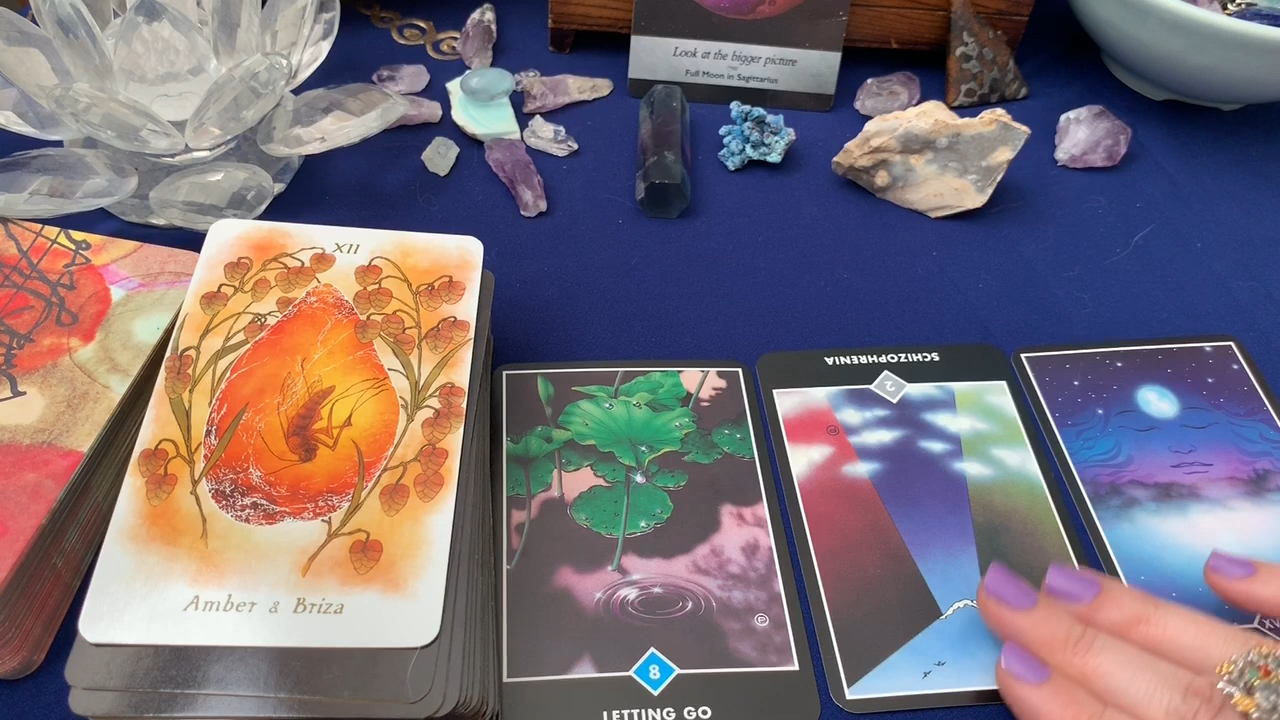 Look at the bigger picture
Full Moon in Sagittarius
XII
Amber & Briza
8
LETTING GO
SCHIZOPHRENIA
2